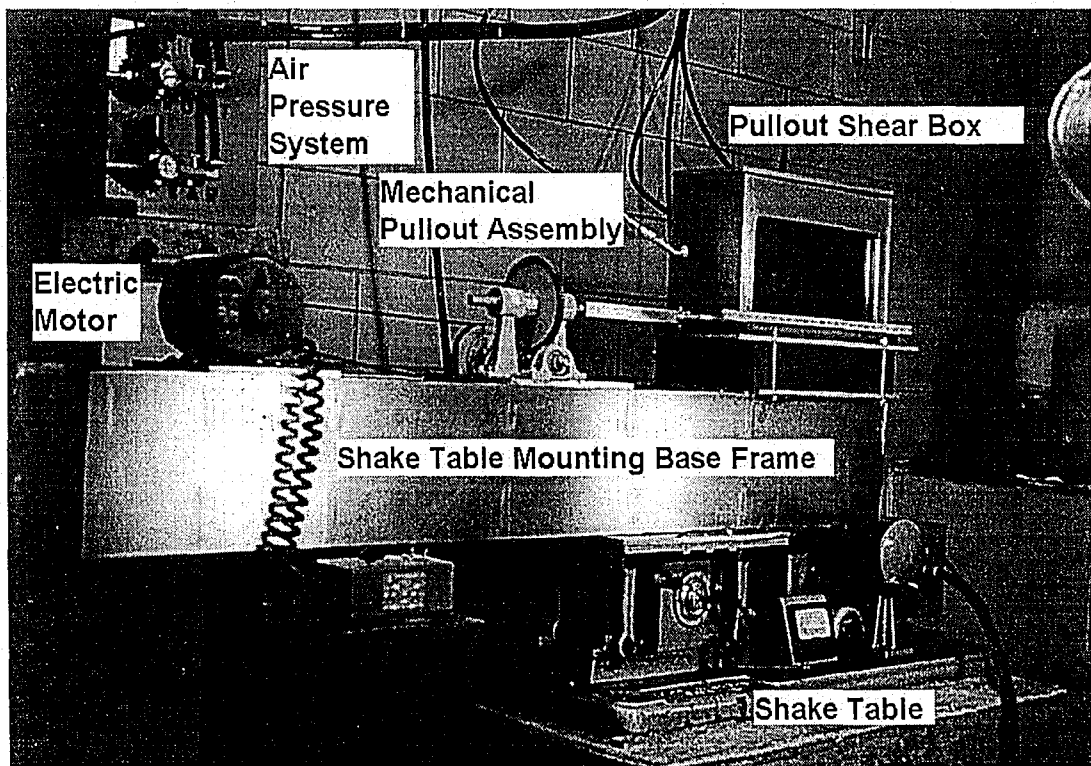 Air
Pressure
System
Pullout Shear Box
Mechanical
Pullout Assembly
Electric
Motor
Shake Table Mounting Base Frame
Shake Table